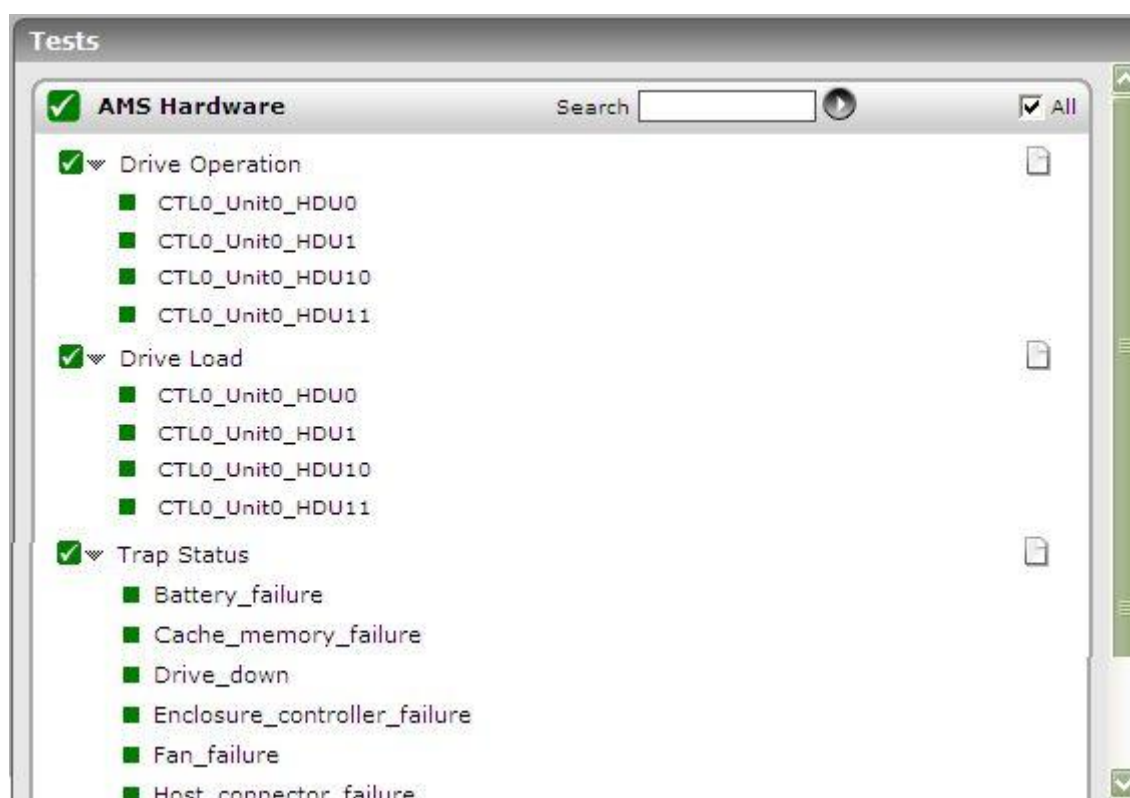 Tests
AMS Hardware Search All
Drive Operation
CTL0_Unit0_HDU0
CTL0_Unit0_HDU1
CTL0_Unit0_HDU10
CTL0_Unit0_HDU11
Drive Load
CTL0_Unit0_HDU0
CTL0_Unit0_HDU1
CTL0_Unit0_HDU10
CTL0_Unit0_HDU11
Trap Status
Battery_failure
Cache_memory_failure
Drive_down
Enclosure_controller_failure
Fan_failure
Host_connector_failure